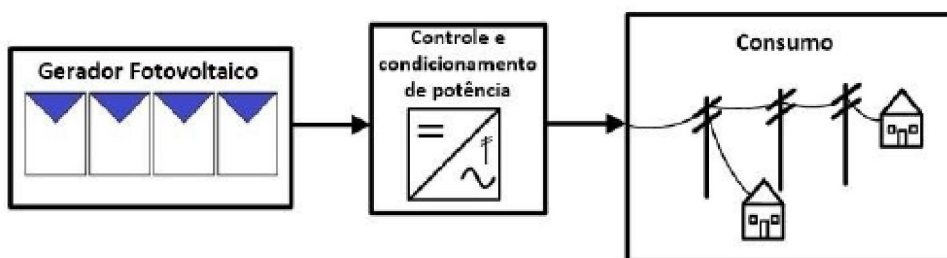 Gerador Fotovoltaico
Controle e
condicionamento
de potência
Consumo